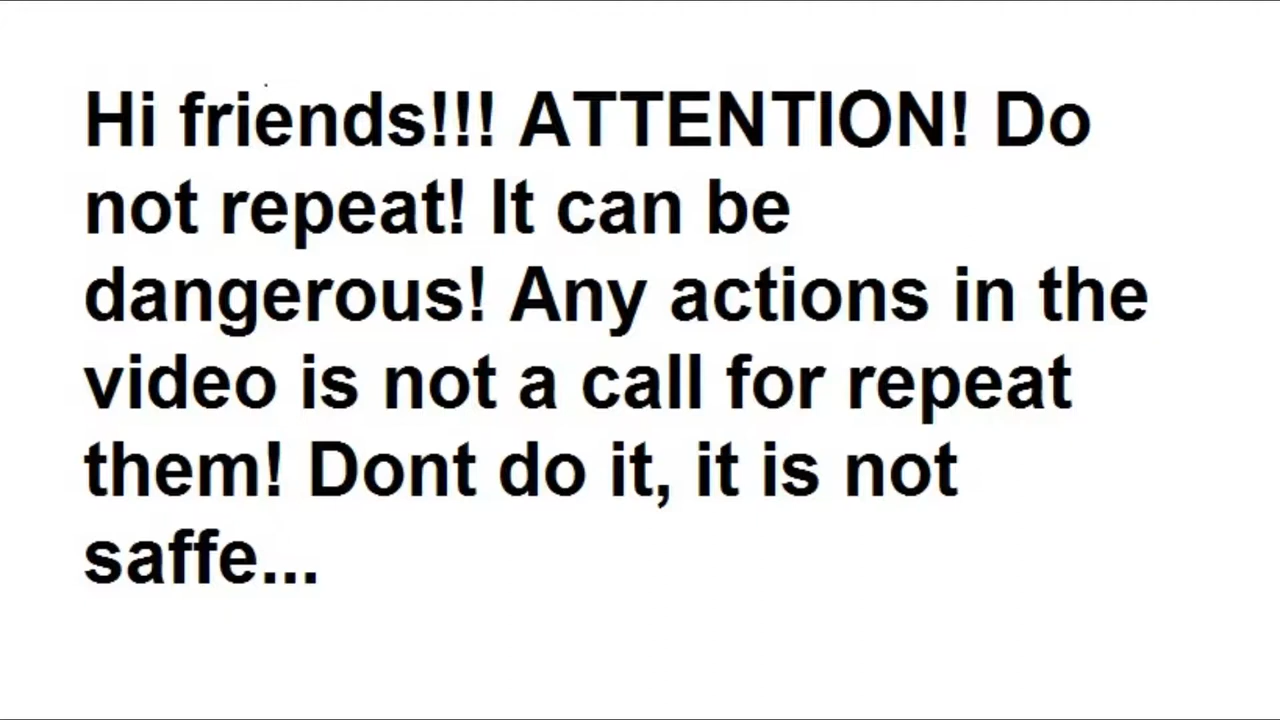 Hi friends!!! ATTENTION! Do
not repeat! It can be
dangerous! Any actions in the
video is not a call for repeat
them! Dont do it, it is not
saffe...